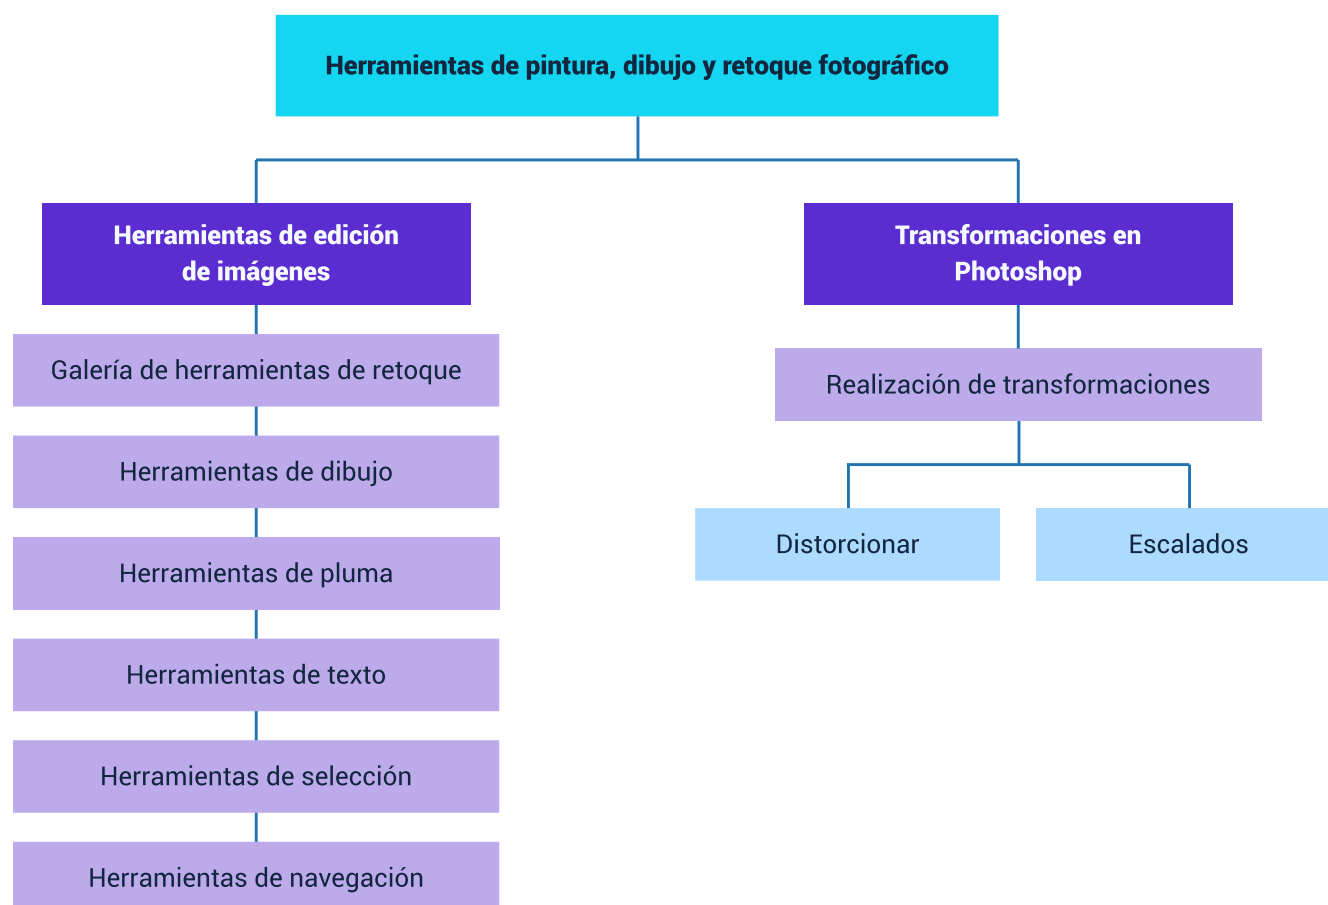 Herramientas de pintura, dibujo y retoque fotográfico
Herramientas de edición
de imágenes
Galería de herramientas de retoque
Herramientas de dibujo
Herramientas de pluma
Herramientas de texto
Herramientas de selección
Herramientas de navegación
Transformaciones en
Photoshop
Realización de transformaciones
Distorcionar
Escalados